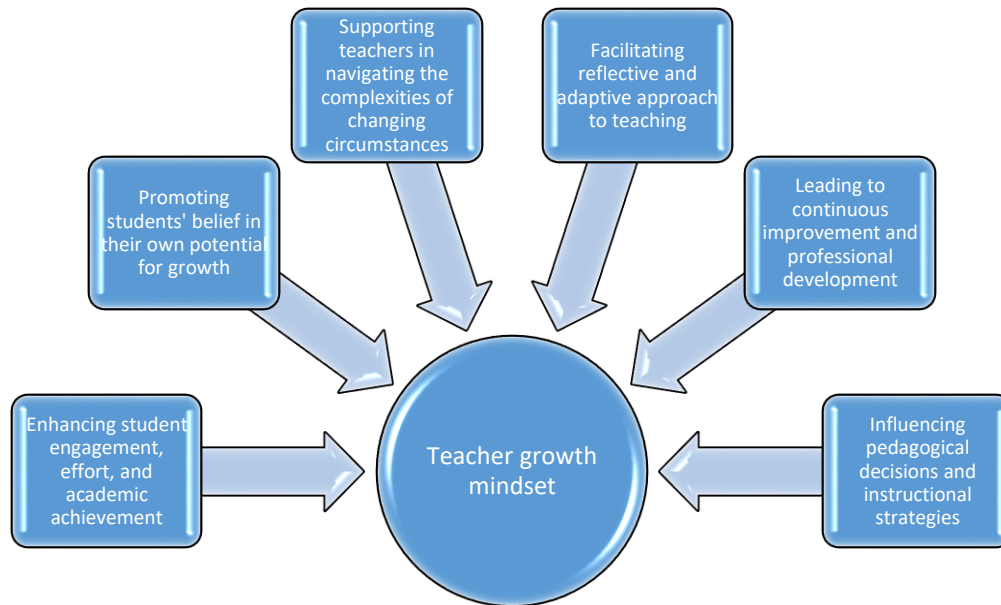 Supporting
teachers in
navigating the
complexities of
changing
circumstances
Facilitating
reflective and
adaptive approach
to teaching
Promoting
students' belief in
their own potential
for growth
Leading to
continuous
improvement and
professional
development
Enhancing student
engagement,
effort, and
academic
achievement
Teacher growth
mindset
Influencing
pedagogical
decisions and
instructional
strategies